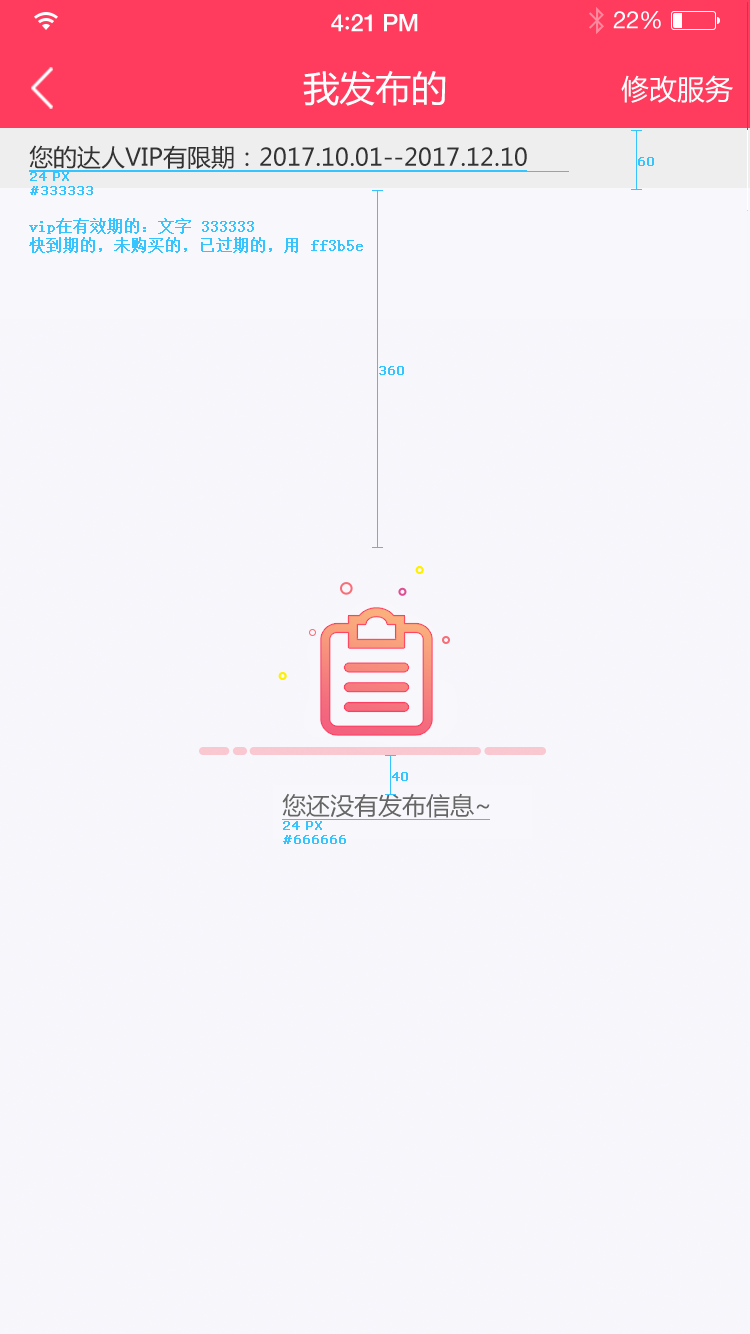 4:21 PM
22%
我发布的
修改服务
您的达人VIP有限期：2017.10.01--2017.12.10
24 PX
#333333
60
vip在有效期的：文字 333333
快到期的，未购买的，已过期的，用 ff3b5e
360
40
您还没有发布信息~
24 PX
#666666